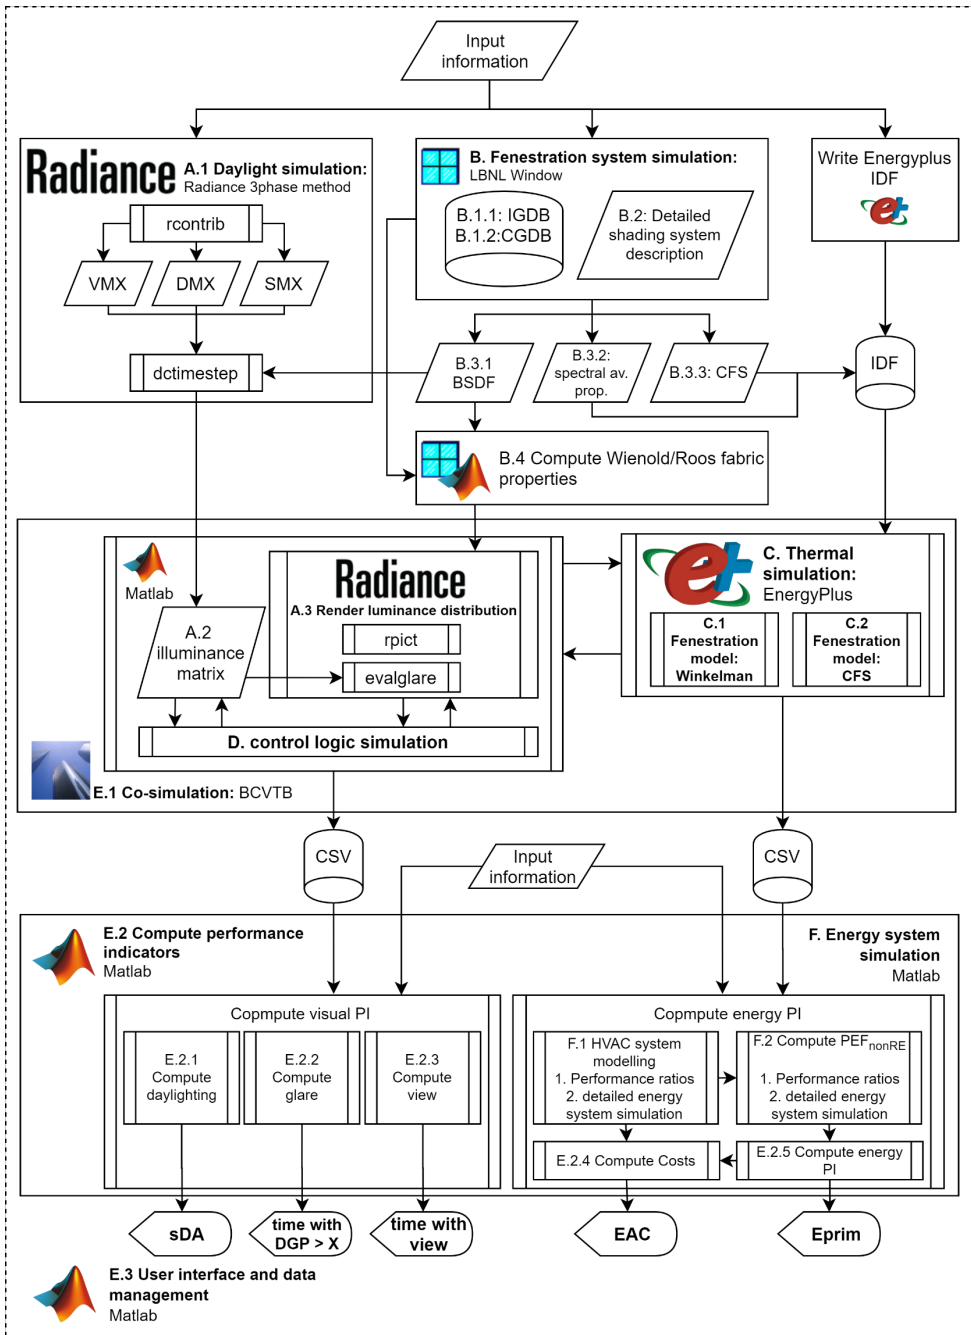 Input
information
Radiance
A.1 Daylight simulation:
Radiance 3phase method
rcontrib
VMX
DMX
SMX
dctimestep
B. Fenestration system simulation:
LBNL Window
B.1.1: IGDB
B.1.2:CGDB
B.2: Detailed
shading system
description
Write Energyplus
IDF
e+
B.3.1
BSDF
B.3.2:
spectral av.
prop.
B.3.3: CFS
IDF
B.4 Compute Wienold/Roos fabric
properties
Matlab
Radiance
A.3 Render luminance distribution
rpict
evalglare
A.2
illuminance
matrix
D. control logic simulation
e+
C. Thermal
simulation:
EnergyPlus
C.1
Fenestration
model:
Winkelman
C.2
Fenestration
model:
CFS
E.1 Co-simulation: BCVTB
CSV
Input
information
CSV
E.2 Compute performance
indicators
Matlab
F. Energy system
simulation
Matlab
Copmpute visual PI
E.2.1
Compute
daylighting
E.2.2
Compute
glare
E.2.3
Compute
view
Copmpute energy PI
F.1 HVAC system
modelling
1. Performance ratios
2. detailed energy
system simulation
F.2 Compute PEFnonRE
1. Performance ratios
2. detailed energy
system simulation
E.2.4 Compute Costs
E.2.5 Compute energy
PI
sDA
time with
DGP > X
time with
view
EAC
Eprim
E.3 User interface and data
management
Matlab